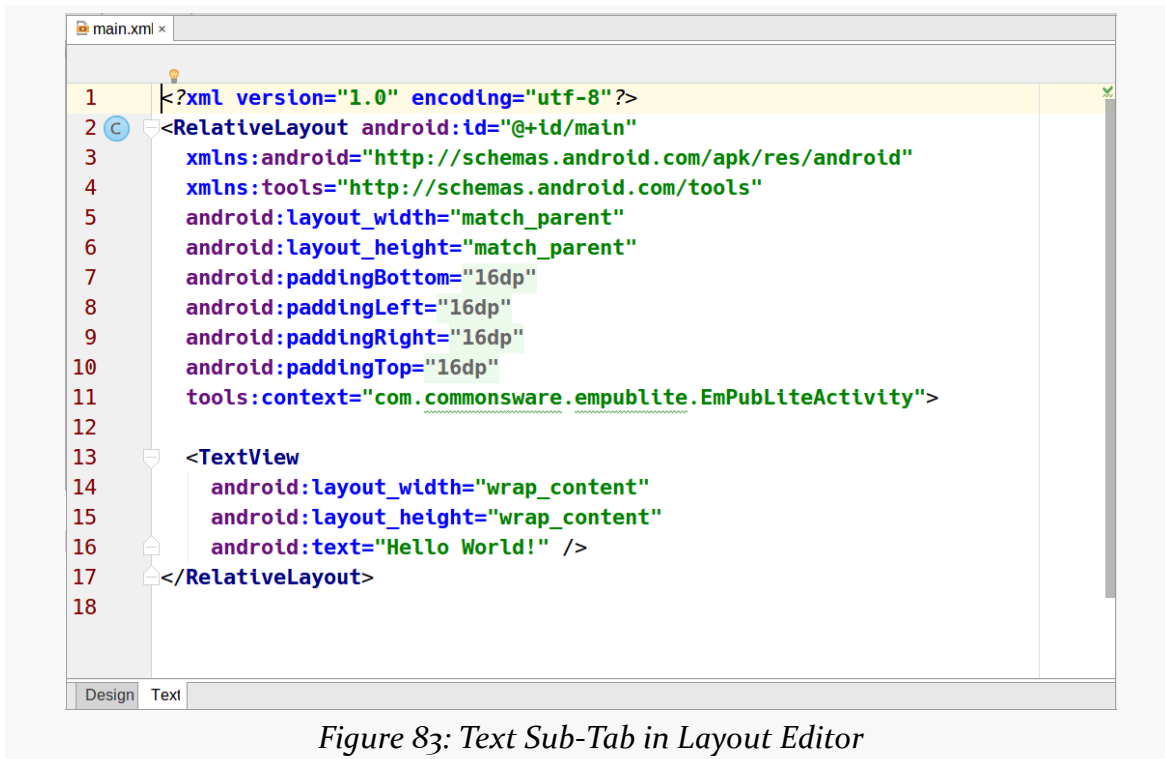 main.xml ×
1 <?xml version="1.0" encoding="utf-8"?>
2 C <RelativeLayout android:id="@+id/main"
3 xmlns:android="http://schemas.android.com/apk/res/android"
4 xmlns:tools="http://schemas.android.com/tools"
5 android:layout_width="match_parent"
6 android:layout_height="match_parent"
7 android:paddingBottom="16dp"
8 android:paddingLeft="16dp"
9 android:paddingRight="16dp"
10 android:paddingTop="16dp"
11 tools:context="com.commonsware.empublite.EmPubLiteActivity">
12
13 <TextView
14 android:layout_width="wrap_content"
15 android:layout_height="wrap_content"
16 android:text="Hello World!" />
17 </RelativeLayout>
18
Design Text
Figure 83: Text Sub-Tab in Layout Editor